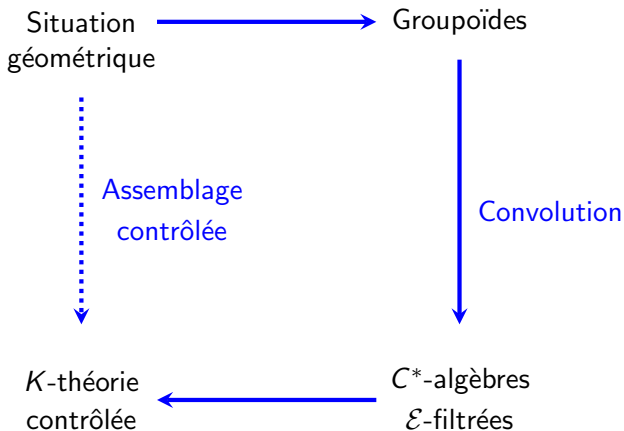 Situation
géométrique
Groupoïdes
Assemblage
contrôlée
Convolution
K-théorie
contrôlée
C*-algèbres
ℰ-filtrées